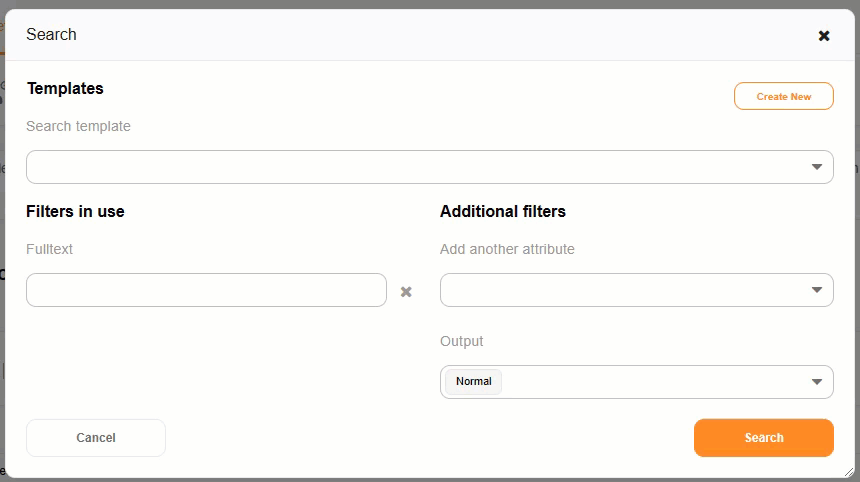 Search
Templates
Create New
Search template
Filters in use
Additional filters
Fulltext
Add another attribute
Output
Normal
Cancel
Search